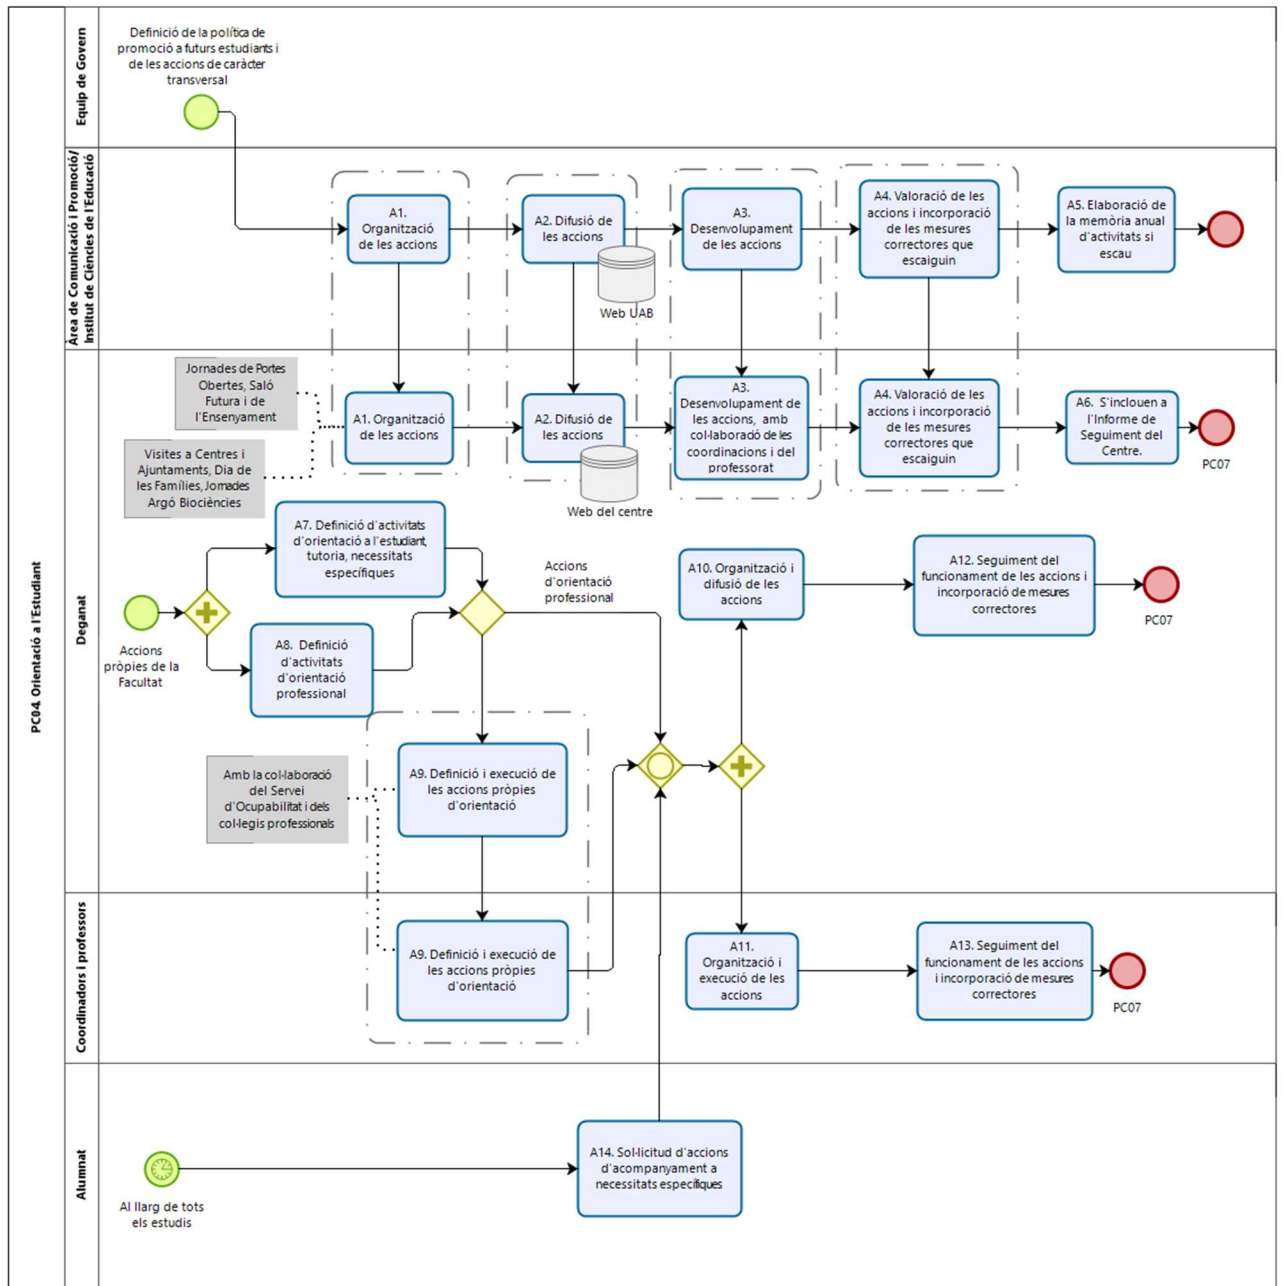 PC04. Orientació a l'Estudiant
Equip de Govern
Definició de la política de
promoció a futurs estudiants i
de les accions de caràcter
transversal
Àrea de Comunicació i Promoció/
Institut de Ciències de l'Educació
A1.
Organització
de les accions
A2. Difusió de
les accions
Web UAB
A3.
Desenvolupament
de les accions
A4. Valoració de les
accions i incorporació
de les mesures
correctores que
escaiguin
A5. Elaboració de
la memòria anual
d'activitats si
escau
Deganat
Jornades de Portes
Obertes, Saló
Futura i de
l'Ensenyament
Visites a Centres i
Ajuntaments, Dia de
les Famílies, Jornades
Argó Biociències
A1. Organització
de les accions
A2. Difusió de
les accions
Web del centre
A3.
Desenvolupament de
les accions, amb
col·laboració de les
coordinacions i del
professorat
A4. Valoració de les
accions i incorporació
de les mesures
correctores que
escaiguin
A6. S'inclouen a
l'Informe de
Seguiment del
Centre.
PC07
Accions
pròpies de la
Facultat
A7. Definició d'activitats
d'orientació a l'estudiant,
tutoria, necessitats
específiques
A8. Definició
d'activitats
d'orientació
professional
Accions
d'orientació
professional
A10. Organització i
difusió de les
accions
A12. Seguiment del
funcionament de les accions i
incorporació de mesures
correctores
PC07
Amb la col·laboració
del Servei
d'Ocupabilitat i dels
col·legis professionals
A9. Definició i execució de
les accions pròpies
d'orientació
Coordinadors i professors
A9. Definició i execució de
les accions pròpies
d'orientació
A11.
Organització i
execució de les
accions
A13. Seguiment del
funcionament de les accions
i incorporació de mesures
correctores
PC07
Alumnat
Al llarg de tots
els estudis
A14. Sol·licitud d'accions
d'acompanyament a
necessitats específiques